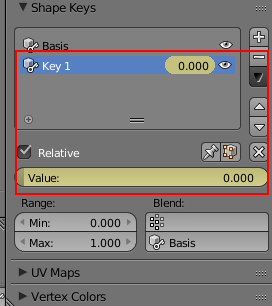 Shape Keys
Basis
Key 1 0.000
Relative
Value: 0.000
Range: Blend:
Min: 0.000
Max: 1.000 Basis
UV Maps
Vertex Colors